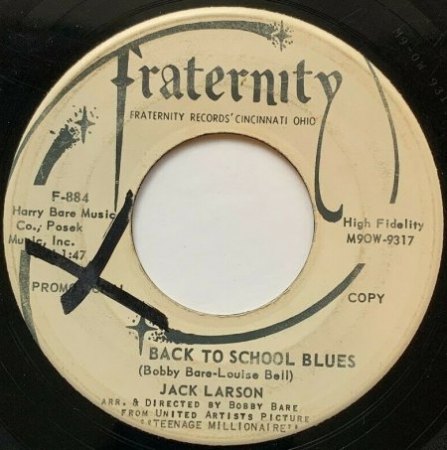 Fraternity
FRATERNITY RECORDS' CINCINNATI OHIO
F-884
Harry Bare Music
Co., Posek
Music, Inc.
1:47
High Fidelity
M9OW-9317
COPY
BACK TO SCHOOL BLUES
(Bobby Bare-Louise Bell)
JACK LARSON
ARR. & DIRECTED BY BOBBY BARE
FROM UNITED ARTISTS PICTURE
"TEENAGE MILLIONAIRE"